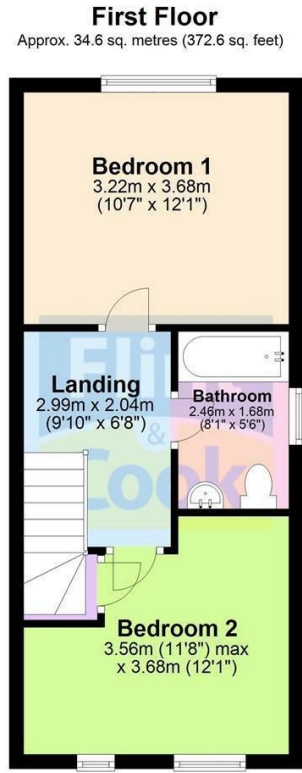 First Floor
Approx. 34.6 sq. metres (372.6 sq. feet)
Bedroom 1
3.22m x 3.68m
(10'7" x 12'1")
Landing
2.99m x 2.04m
(9'10" x 6'8")
Bathroom
2.46m x 1.68m
(8'1" x 5'6")
Flint
&
Cook
Bedroom 2
3.56m (11'8") max
x 3.68m (12'1")